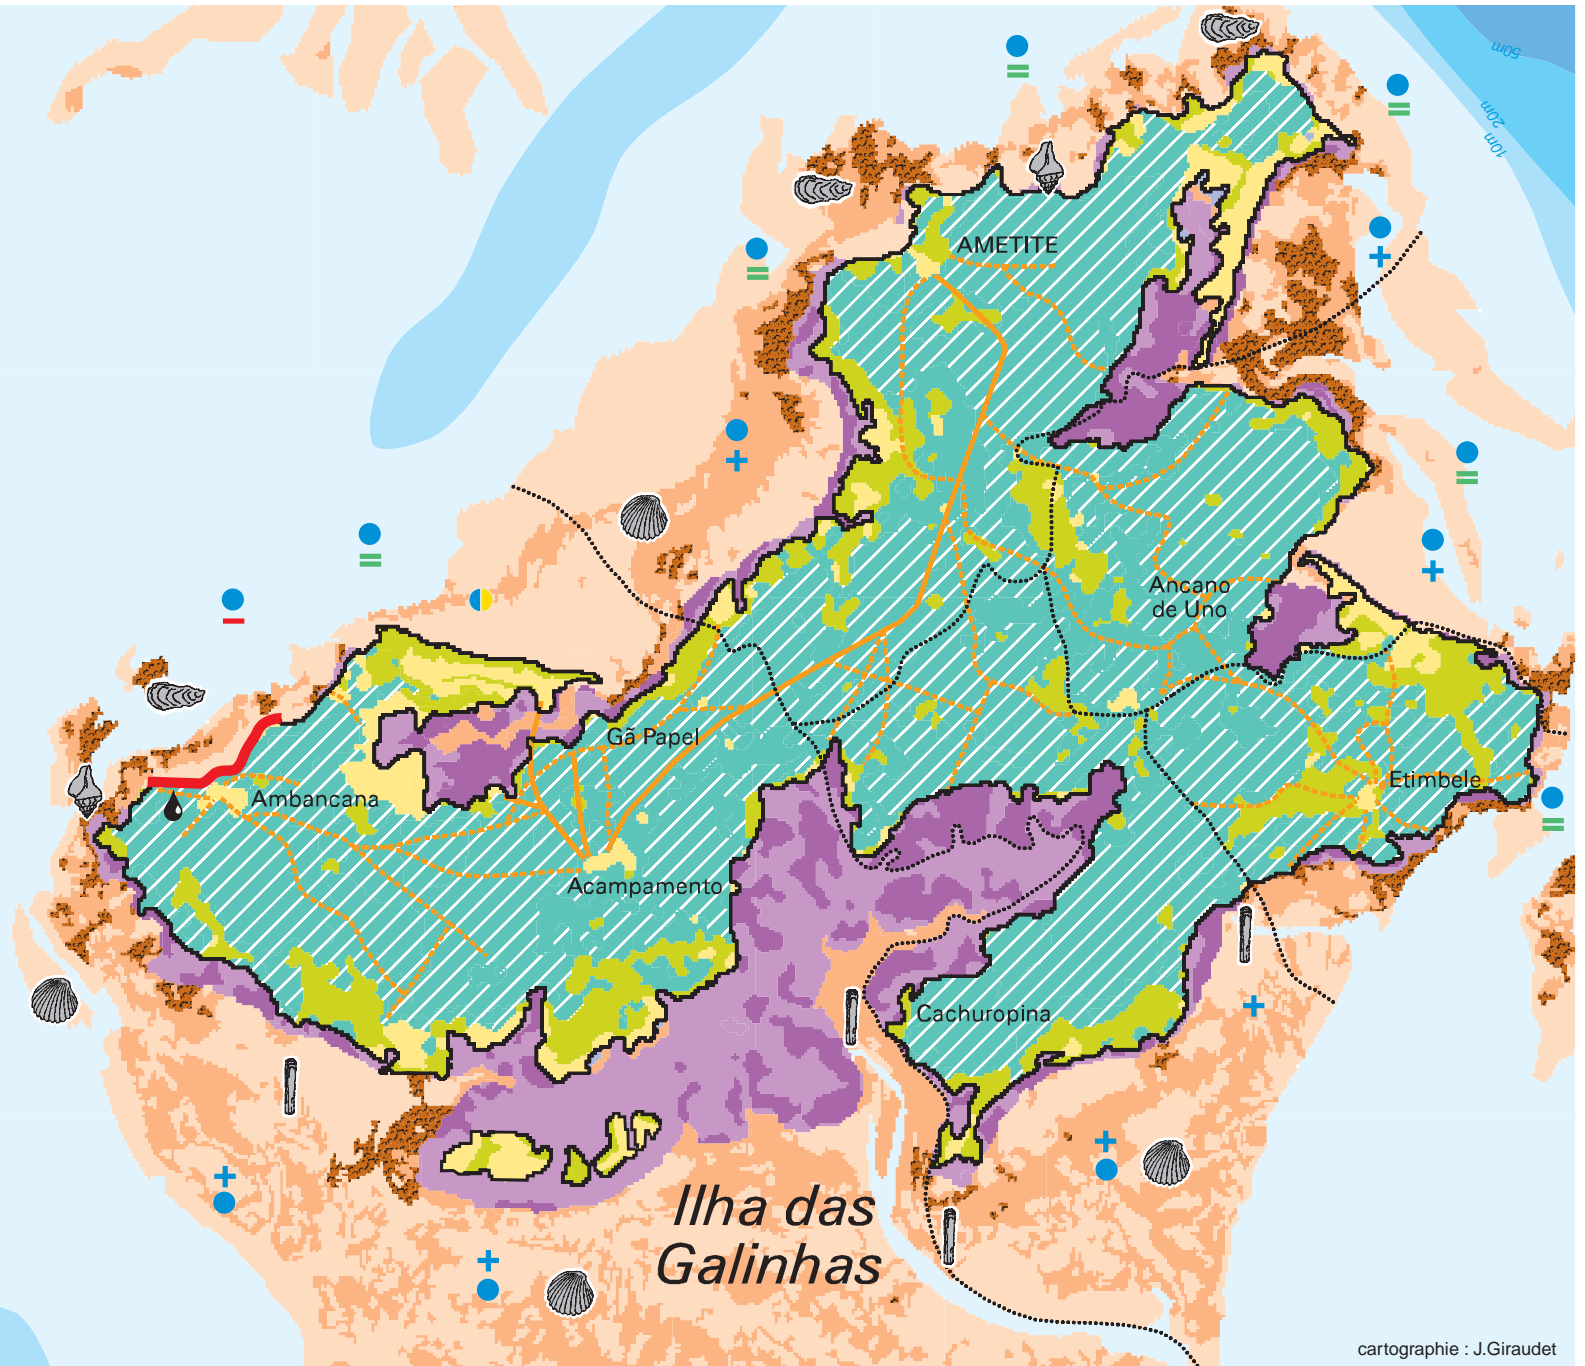 50m
20m
10m
AMETITE
Ancano
de Uno
Gã Papel
Etimbele
Ambancana
Acampamento
Cachuropina
Ilha das
Galinhas
cartographie : J.Giraudet